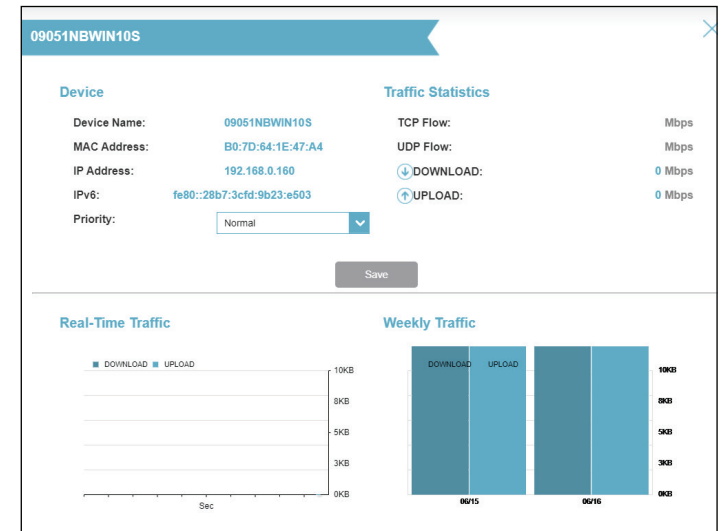 09051NBWIN10S
Device
Device Name: 09051NBWIN10S
MAC Address: B0:7D:64:1E:47:A4
IP Address: 192.168.0.160
IPv6: fe80::28b7:3cfd:9b23:e503
Priority: Normal
Traffic Statistics
TCP Flow: Mbps
UDP Flow: Mbps
DOWNLOAD: 0 Mbps
UPLOAD: 0 Mbps
Save
Real-Time Traffic
DOWNLOAD UPLOAD
10KB
8KB
5KB
3KB
0KB
Sec
Weekly Traffic
DOWNLOAD UPLOAD
10KB
8KB
5KB
3KB
0KB
06/15 06/16